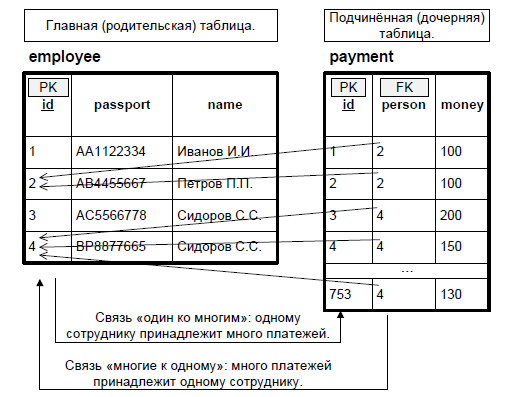 Главная (родительская) таблица.
Подчинённая (дочерняя)
таблица.
employee
PK
id passport name
1 AA1122334 Иванов И.И.
2 AB4455667 Петров П.П.
3 AC5566778 Сидоров С.С.
4 BP8877665 Сидоров С.С.
payment
PK FK
id person money
1 2 100
2 2 100
3 4 200
4 4 150
...
753 4 130
Связь «один ко многим»: одному
сотруднику принадлежит много платежей.
Связь «многие к одному»: много платежей
принадлежит одному сотруднику.